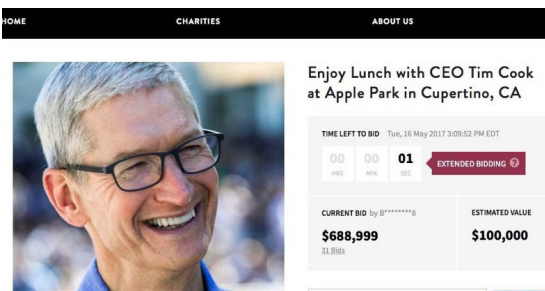 HOME CHARITIES ABOUT US
Enjoy Lunch with CEO Tim Cook
at Apple Park in Cupertino, CA
TIME LEFT TO BID Tue, 16 May 2017 3:09:52 PM EDT
00 00 01 EXTENDED BIDDING ?
HRS MIN SEC
CURRENT BID by B********8 ESTIMATED VALUE
$688,999 $100,000
31 Bids